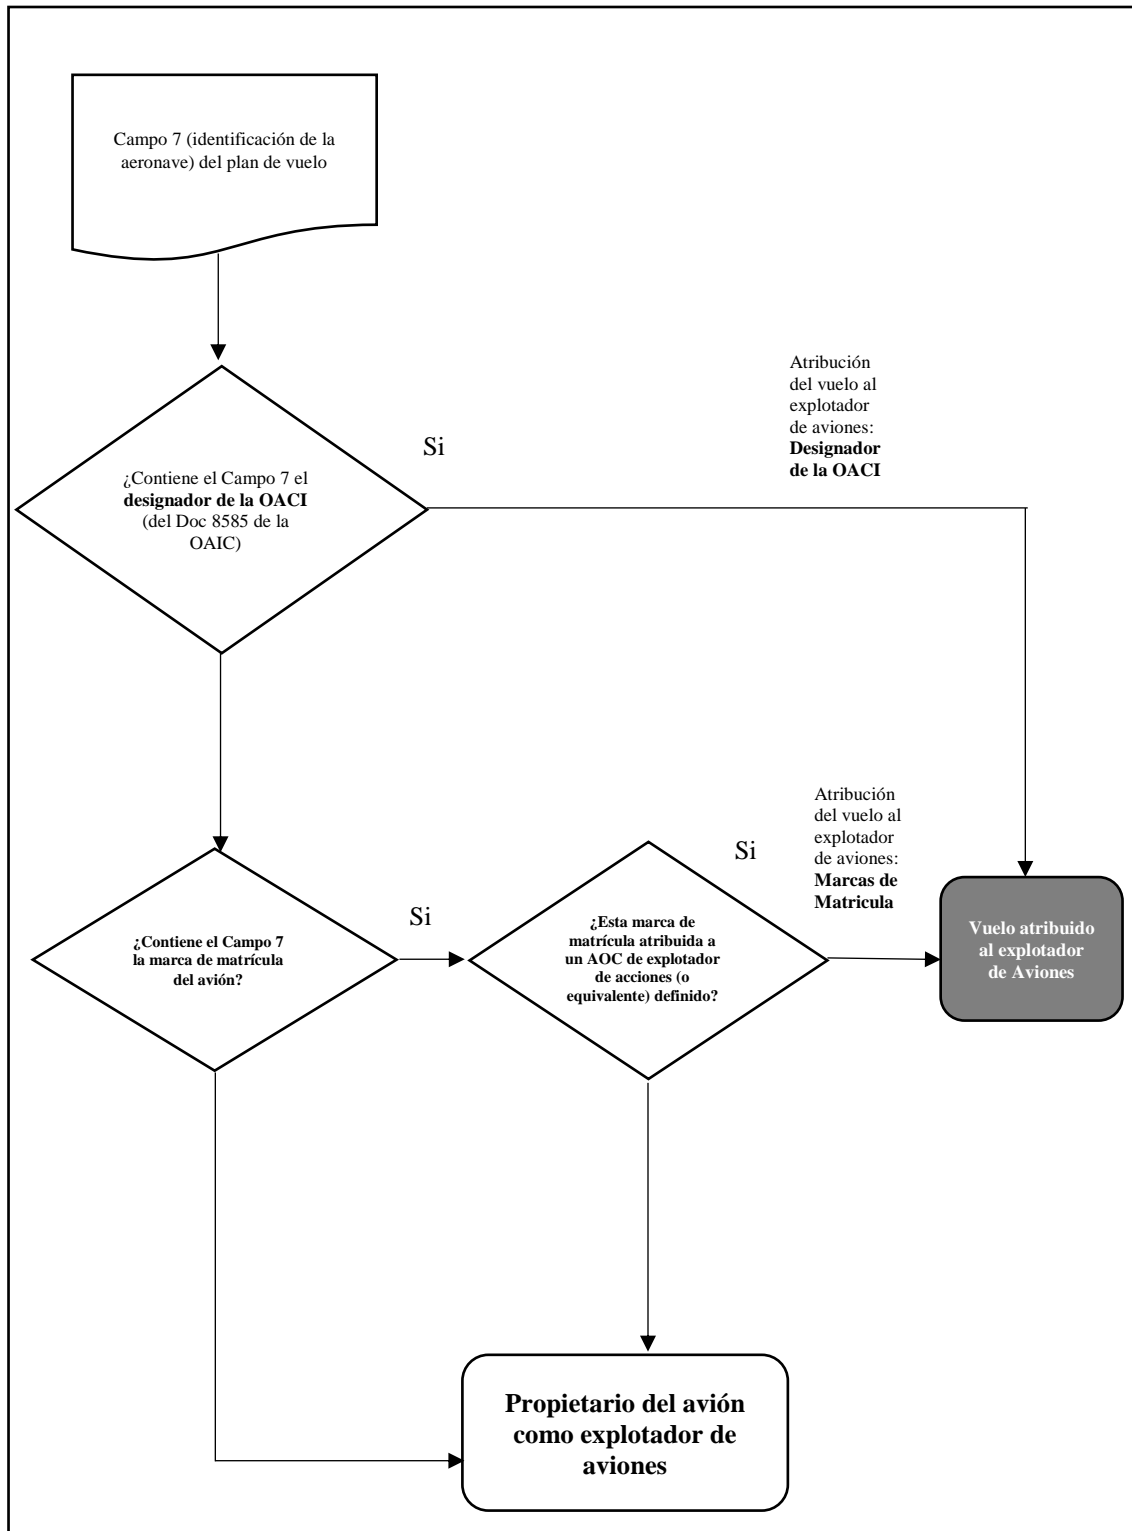 Campo 7 (identificación de la
aeronave) del plan de vuelo
Atribución
del vuelo al
explotador
de aviones:
Designador
de la OACI
Si
¿Contiene el Campo 7 el
designador de la OACI
(del Doc 8585 de la
OAIC)
Atribución
del vuelo al
explotador
de aviones:
Marcas de
Matricula
Si
Si
¿Contiene el Campo 7
la marca de matrícula
del avión?
¿Esta marca de
matrícula atribuida a
un AOC de explotador
de acciones (o
equivalente) definido?
Vuelo atribuido
al explotador
de Aviones
Propietario del avión
como explotador de
aviones